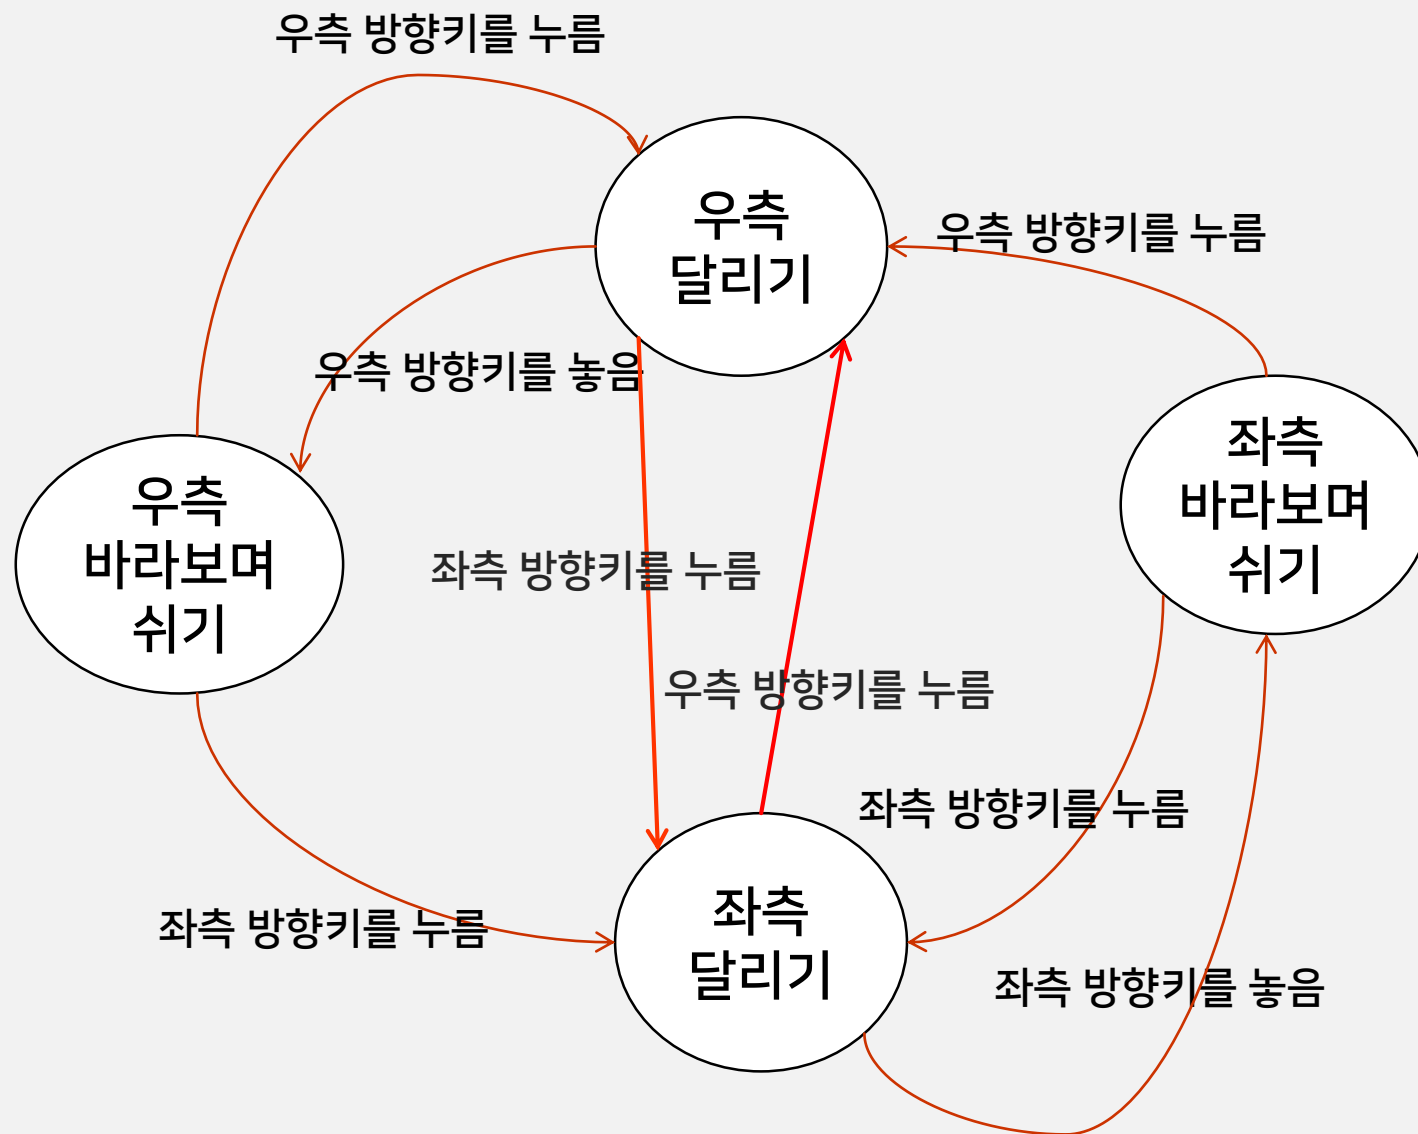 우측 방향키를 누름
우측
달리기
우측 방향키를 누름
우측 방향키를 놓음
좌측
바라보며
쉬기
우측
바라보며
쉬기
좌측 방향키를 누름
우측 방향키를 누름
좌측 방향키를 누름
좌측 방향키를 누름
좌측
달리기
좌측 방향키를 놓음